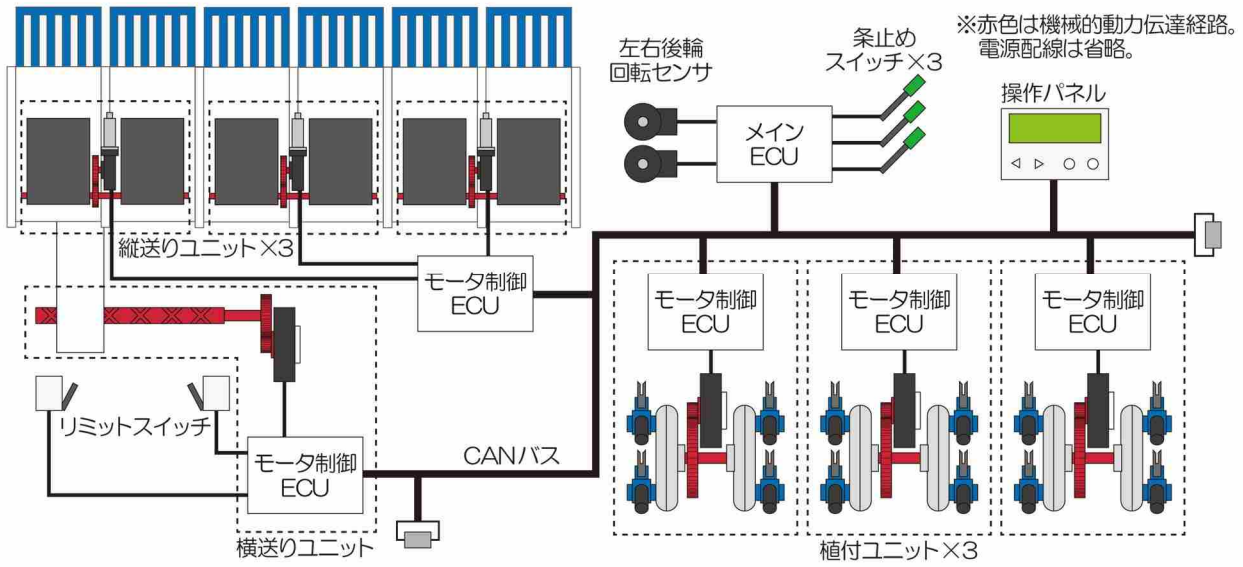 ※赤色は機械的動力伝達経路。
電源配線は省略。
左右後輪
回転センサ
条止め
スイッチ×3
操作パネル
メイン
ECU
縦送りユニット×3
モータ制御
ECU
モータ制御
ECU
モータ制御
ECU
モータ制御
ECU
リミットスイッチ
モータ制御
ECU
CANバス
横送りユニット
植付ユニット×3